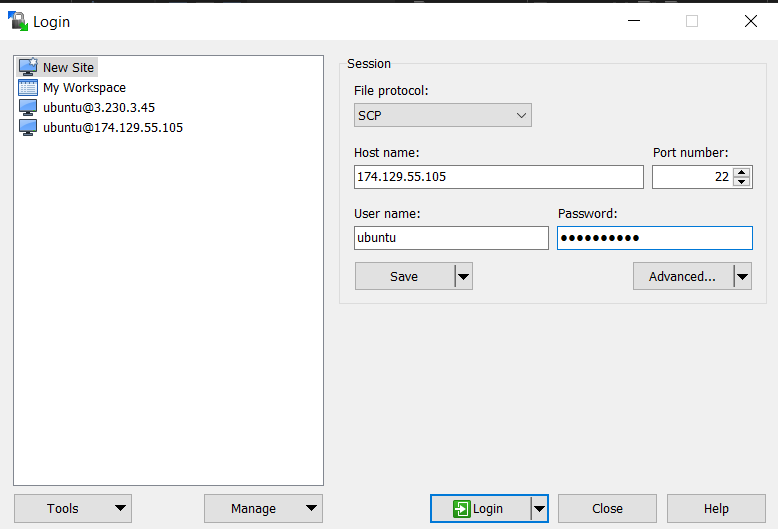 Login
New Site
My Workspace
ubuntu@3.230.3.45
ubuntu@174.129.55.105
Session
File protocol:
SCP
Host name:
Port number:
174.129.55.105
22
User name:
Password:
ubuntu
●●●●●●●●●●
Save
Advanced...
Tools
Manage
Login
Close
Help